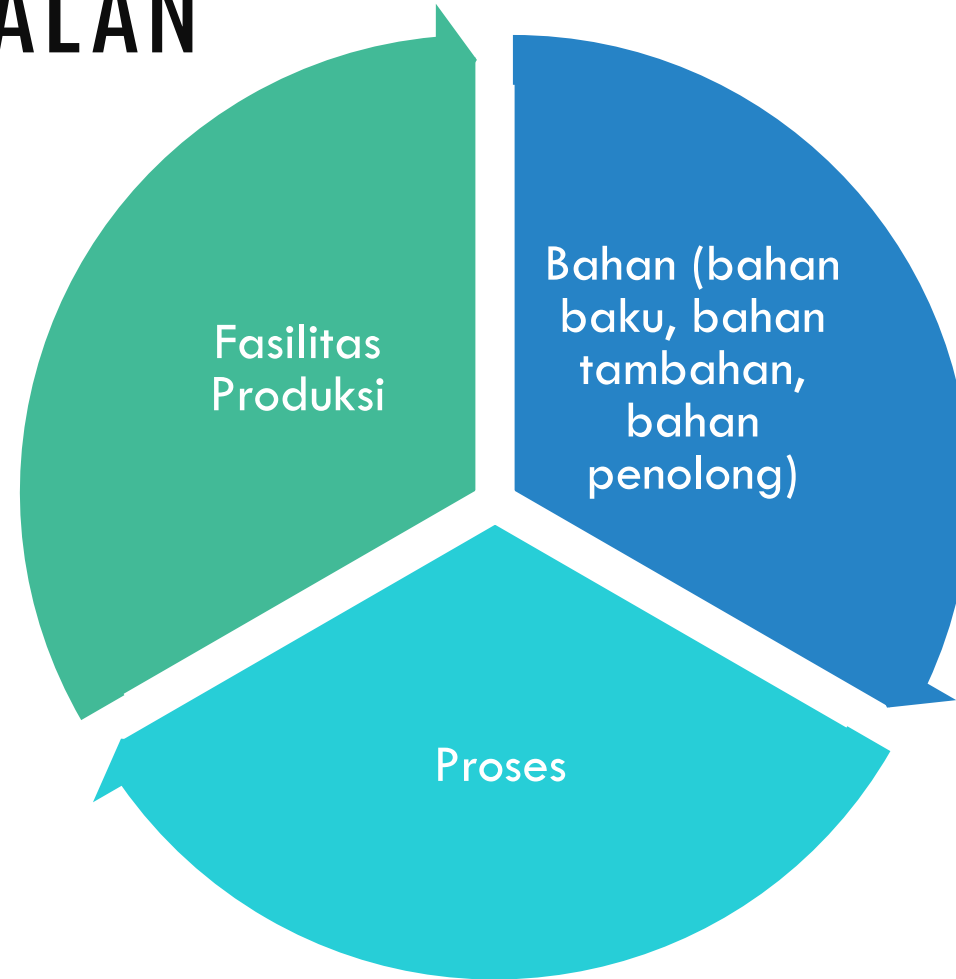 ALAN
Bahan (bahan
baku, bahan
tambahan,
bahan
penolong)
Fasilitas
Produksi
Proses